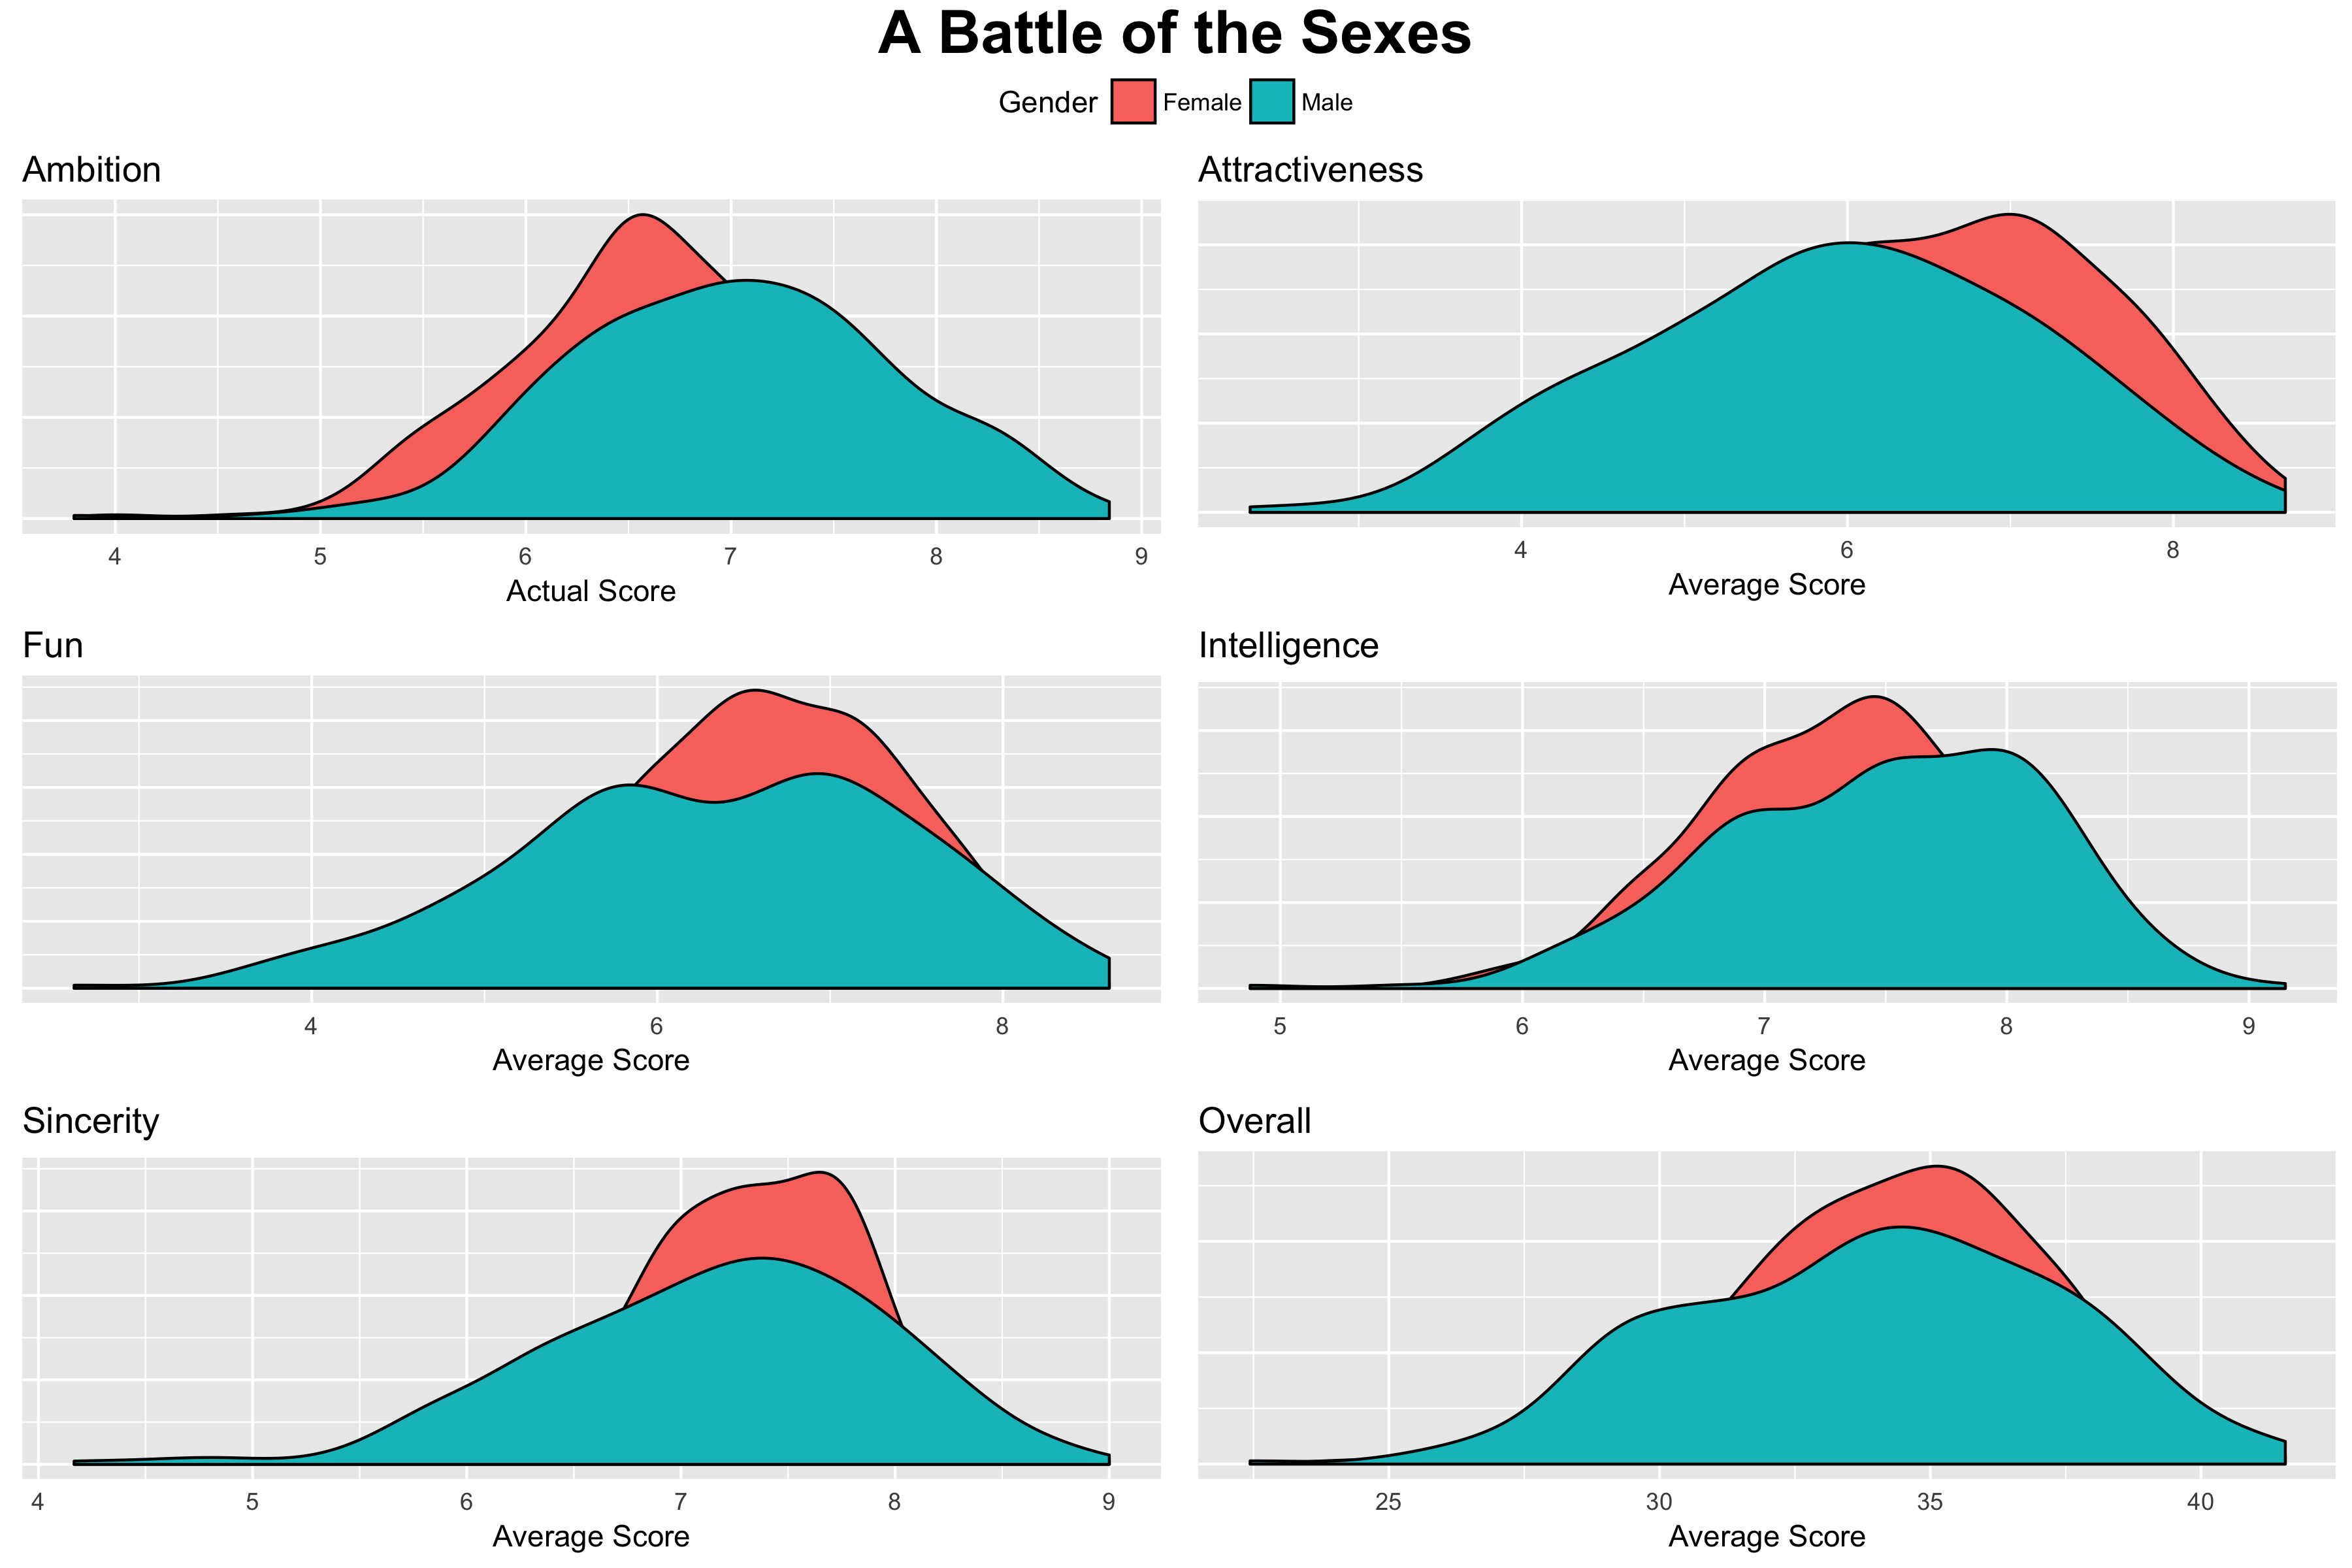 A Battle of the Sexes
Gender Female Male
Ambition
4 5 6 7 8 9
Actual Score
Attractiveness
4 6 8
Average Score
Fun
4 6 8
Average Score
Intelligence
5 6 7 8 9
Average Score
Sincerity
4 5 6 7 8 9
Average Score
Overall
25 30 35 40
Average Score